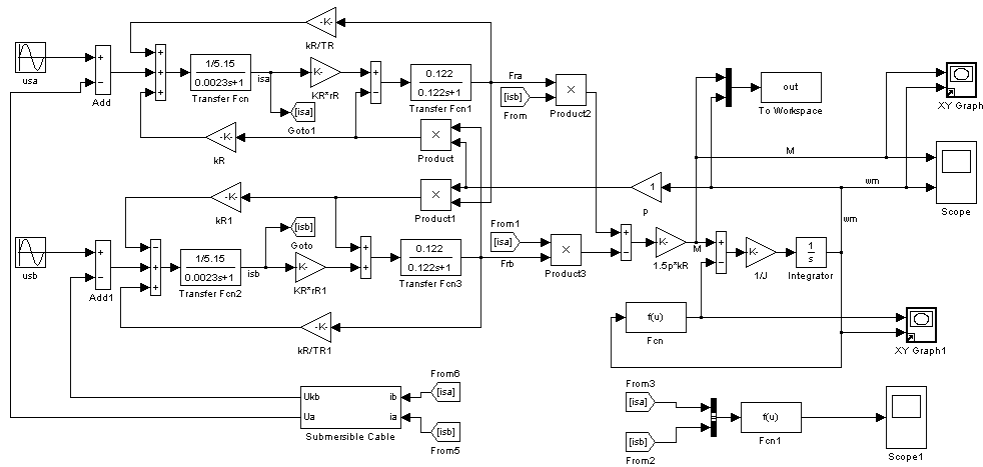 -K-
kR/TR
usa
+
-
Add
+
+
+
1/5.15
0.0023s+1
Transfer Fcn
isa
K-
KR*rR
[isa]
Goto1
+
-
0.122
0.122s+1
Transfer Fcn1
Fra
[isb]
From
×
Product2
-K-
kR
×
Product
out
To Workspace
XY Graph
M
Scope
wm
1
p
×
Product1
-K-
kR1
usb
+
-
Add1
-
+
+
1/5.15
0.0023s+1
Transfer Fcn2
isb
[isb]
Goto
K-
KR*rR1
+
+
0.122
0.122s+1
Transfer Fcn3
From1
[isa]
Frb
×
Product3
+
-
K-
1.5p*kR
M
+
-
K-
1/J
1
s
Integrator
wm
-K-
kR/TR1
f(u)
Fcn
XY Graph1
Ukb
Ua
ib
ia
Submersible Cable
From6
[isa]
[isb]
From5
From3
[isa]
[isb]
From2
f(u)
Fcn1
Scope1